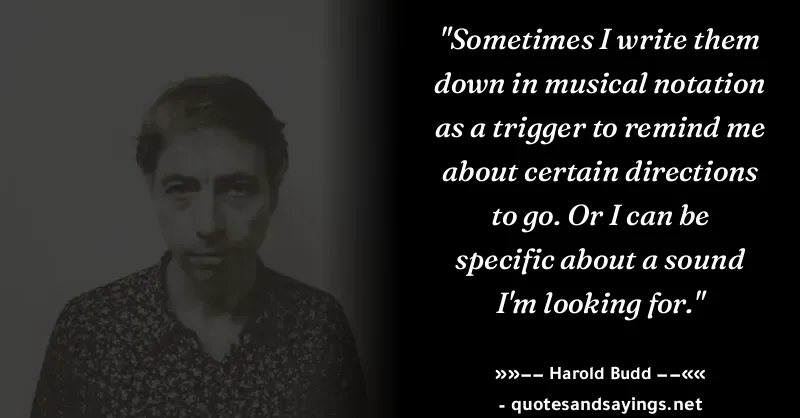 "Sometimes I write them
down in musical notation
as a trigger to remind me
about certain directions
to go. Or I can be
specific about a sound
I'm looking for."
»»−− Harold Budd −−««
- quotesandsayings.net